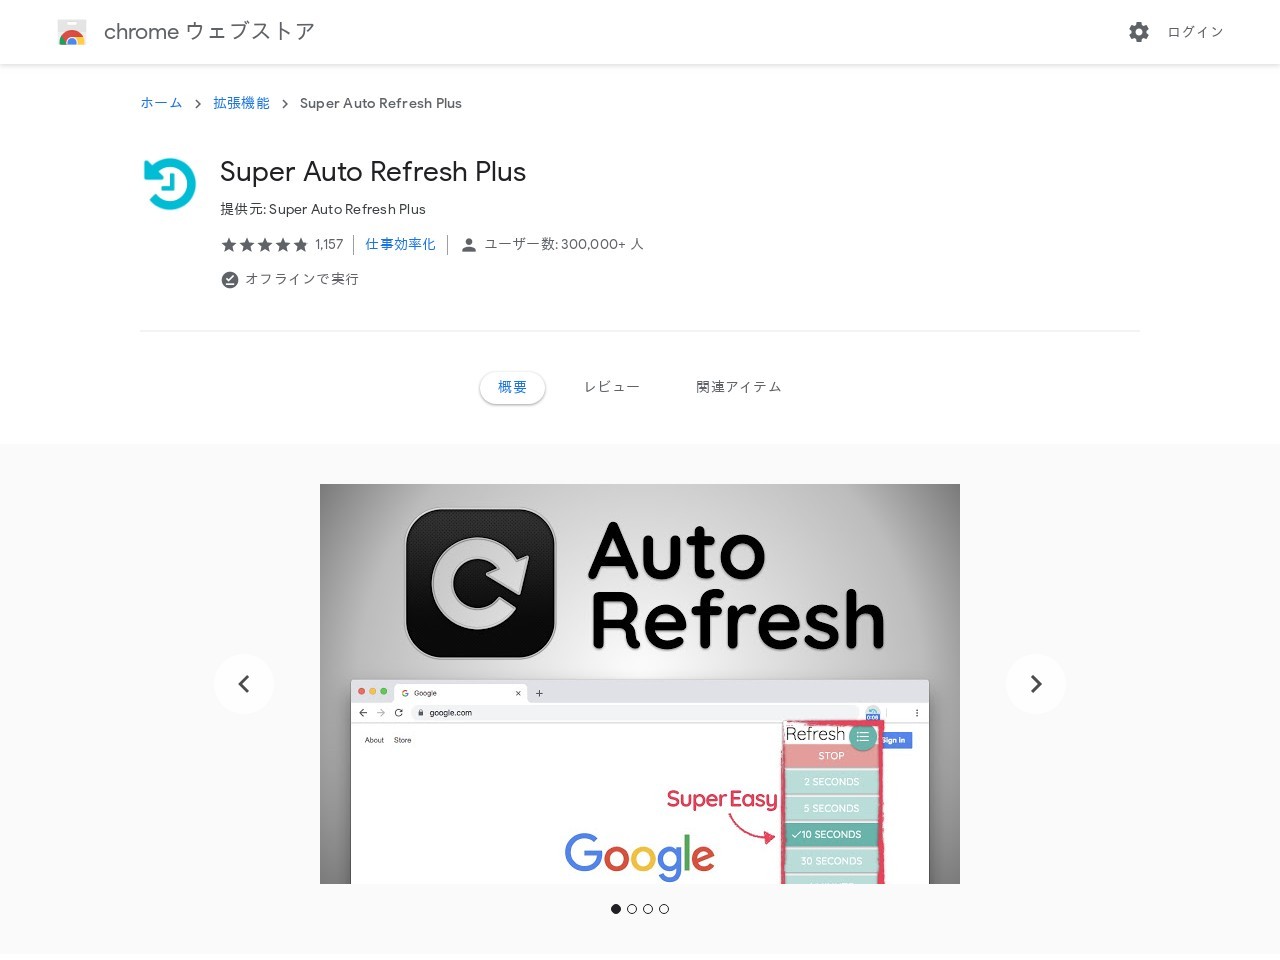 chrome ウェブストア
ログイン
ホーム
拡張機能
Super Auto Refresh Plus
Super Auto Refresh Plus
提供元: Super Auto Refresh Plus
1,157
仕事効率化
ユーザー数: 300,000+ 人
オフラインで実行
概要
レビュー
関連アイテム
Auto
Refresh
Google
google.com
0:08
About
Store
Refresh
Sign in
STOP
2 SECONDS
Super Easy
5 SECONDS
10 SECONDS
Google
30 SECONDS